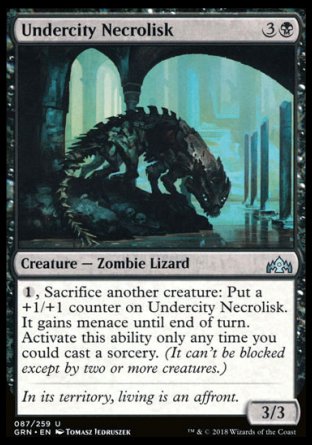 Undercity Necrolisk 3
Creature — Zombie Lizard
1, Sacrifice another creature: Put a
+1/+1 counter on Undercity Necrolisk.
It gains menace until end of turn.
Activate this ability only any time you
could cast a sorcery. (It can't be blocked
except by two or more creatures.)
In its territory, living is an affront.
3/3
087/259 U
GRN • EN Tomasz Jedruszek ™ & © 2018 Wizards of the Coast